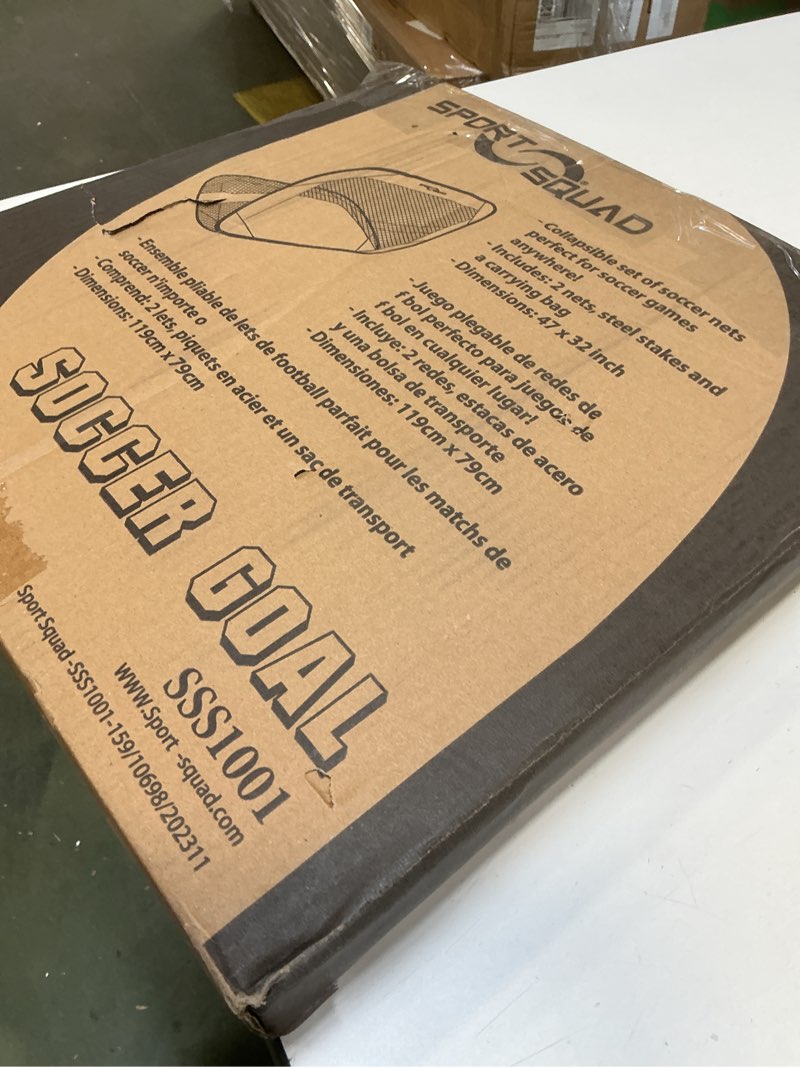 SPORT
SQUAD
-Collapsible set of soccer nets
perfect for soccer games
anywhere!
-Includes: 2 nets, steel stakes and
a carrying bag
-Dimensions: 47 x 32 inch
-Juego plegable de redes de
f bol perfecto para juegos de
f bol en cualquier lugar!
-Incluye: 2 redes, estacas de acero
y una bolsa de transporte
-Dimensiones: 119cm x 79cm
-Ensemble pliable de lets de football parfait pour les matchs de
soccer n'importe o
-Comprend: 2 lets, piquets en acier et un sac de transport
-Dimensions: 119cm x 79cm
SOCCER GOAL
SSS1001
WWW.Sport -squad.com
Sport Squad -SSS1001-159/10698/202311